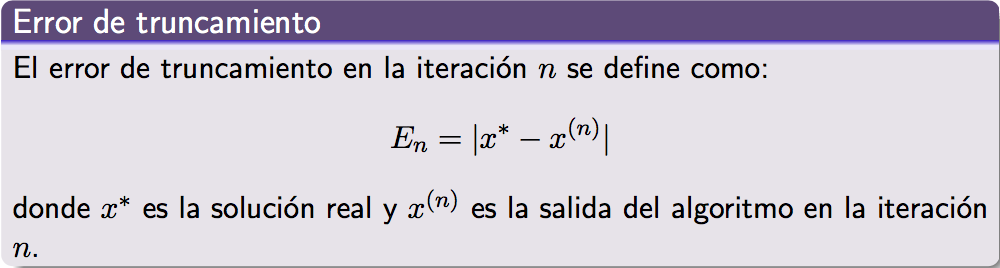 Error de truncamiento
El error de truncamiento en la iteración n se define como:
Eₙ = |x* − x⁽ⁿ⁾|
donde x* es la solución real y x⁽ⁿ⁾ es la salida del algoritmo en la iteración
n.